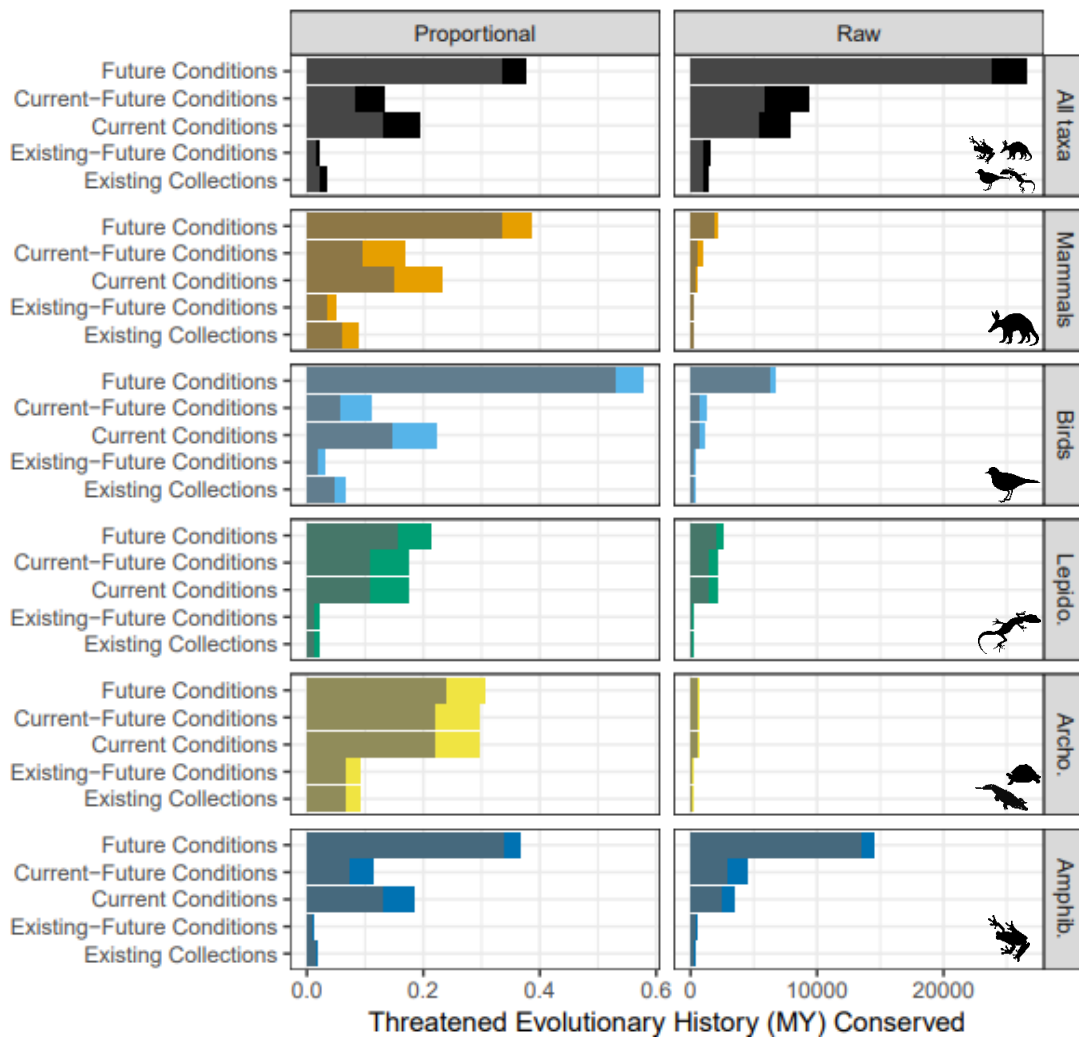 Proportional Raw
Future Conditions
Current−Future Conditions
Current Conditions
Existing−Future Conditions
Existing Collections
All taxa
Future Conditions
Current−Future Conditions
Current Conditions
Existing−Future Conditions
Existing Collections
Mammals
Future Conditions
Current−Future Conditions
Current Conditions
Existing−Future Conditions
Existing Collections
Birds
Future Conditions
Current−Future Conditions
Current Conditions
Existing−Future Conditions
Existing Collections
Lepido.
Future Conditions
Current−Future Conditions
Current Conditions
Existing−Future Conditions
Existing Collections
Archo.
Future Conditions
Current−Future Conditions
Current Conditions
Existing−Future Conditions
Existing Collections
Amphib.
0.0 0.2 0.4 0.6 0 10000 20000
Threatened Evolutionary History (MY) Conserved